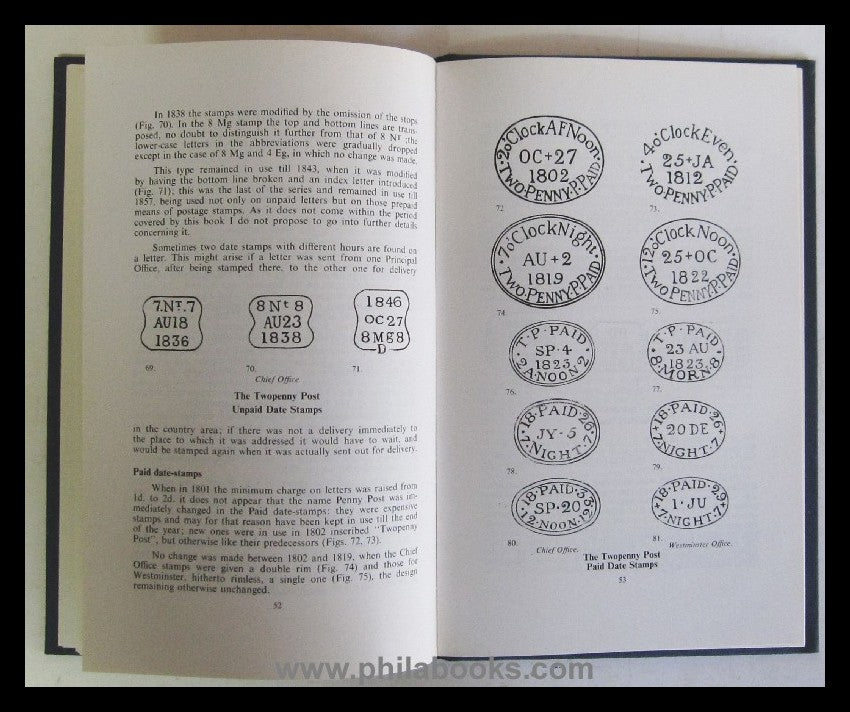 In 1838 the stamps were modified by the omission of the stops
(Fig. 70). In the 8 Mg stamp the top and bottom lines are trans-
posed, no doubt to distinguish it further from that of 8 Nt ;the
lower-case letters in the abbreviations were gradually dropped
except in the case of 8 Mg and 4 Eg, in which no change was made.
This type remained in use till 1843, when it was modified
by having the bottom line broken and an index letter introduced
(Fig. 71), this was the last of the series and remained in use till
1857, being used not only on unpaid letters but on those prepaid
means of postage stamps. As it does not come within the period
covered by this book I do not propose to go into further details
concerning it.
Sometimes two date stamps with different hours are found on
a letter. This might arise if a letter was sent from one Principal
Office, after being stamped there, to the other one for delivery
7.NT.7
AU18
1836
8 Nt 8
AU23
1838
1846
OC27
8Mg8
D
69.
70.
71.
Chief Office
The Twopenny Post
Unpaid Date Stamps
in the country area; if there was not a delivery immediately to
the place to which it was addressed it would have to wait, and
would be stamped again when it was actually sent out for delivery.
Paid date-stamps
When in 1801 the minimum charge on letters was raised from
1d. to 2d. it does not appear that the name Penny Post was im-
mediately changed in the Paid date-stamps: they were expensive
stamps and may for that reason have been kept in use till the end
of the year; new ones were in use in 1802 inscribed "Twopenny
Post", but otherwise like their predecessors (Figs. 72, 73).
No change was made between 1802 and 1819, when the Chief
Office stamps were given a double rim (Fig. 74) and those for
Westminster, hitherto rimless, a single one (Fig. 75), the design
remaining otherwise unchanged.
52
2o'Clock AFNoon
OC+27
1802
TwoPenny P.Paid
72.
4o'Clock Even
25+JA
1812
TwoPenny P.Paid
73.
7o'Clock Night
AU+2
1819
TwoPenny P.Paid
74.
12o'Clock Noon
25+OC
1822
TwoPenny P.Paid
75.
T·P·PAID
SP·4
1823
2A·NOON2
76.
T·P·PAID
23 AU
1823
8·MORN·8
77.
18·PAID·26
JY-5
7·NIGHT·7
78.
18·PAID·26
20DE
7·NIGHT·7
79.
18·PAID·33
SP·20
12·NOON·12
80.
18·PAID·29
1·JU
7·NIGHT·7
81.
Chief Office.
Westminster Office.
The Twopenny Post
Paid Date Stamps
53
www.philabooks.com